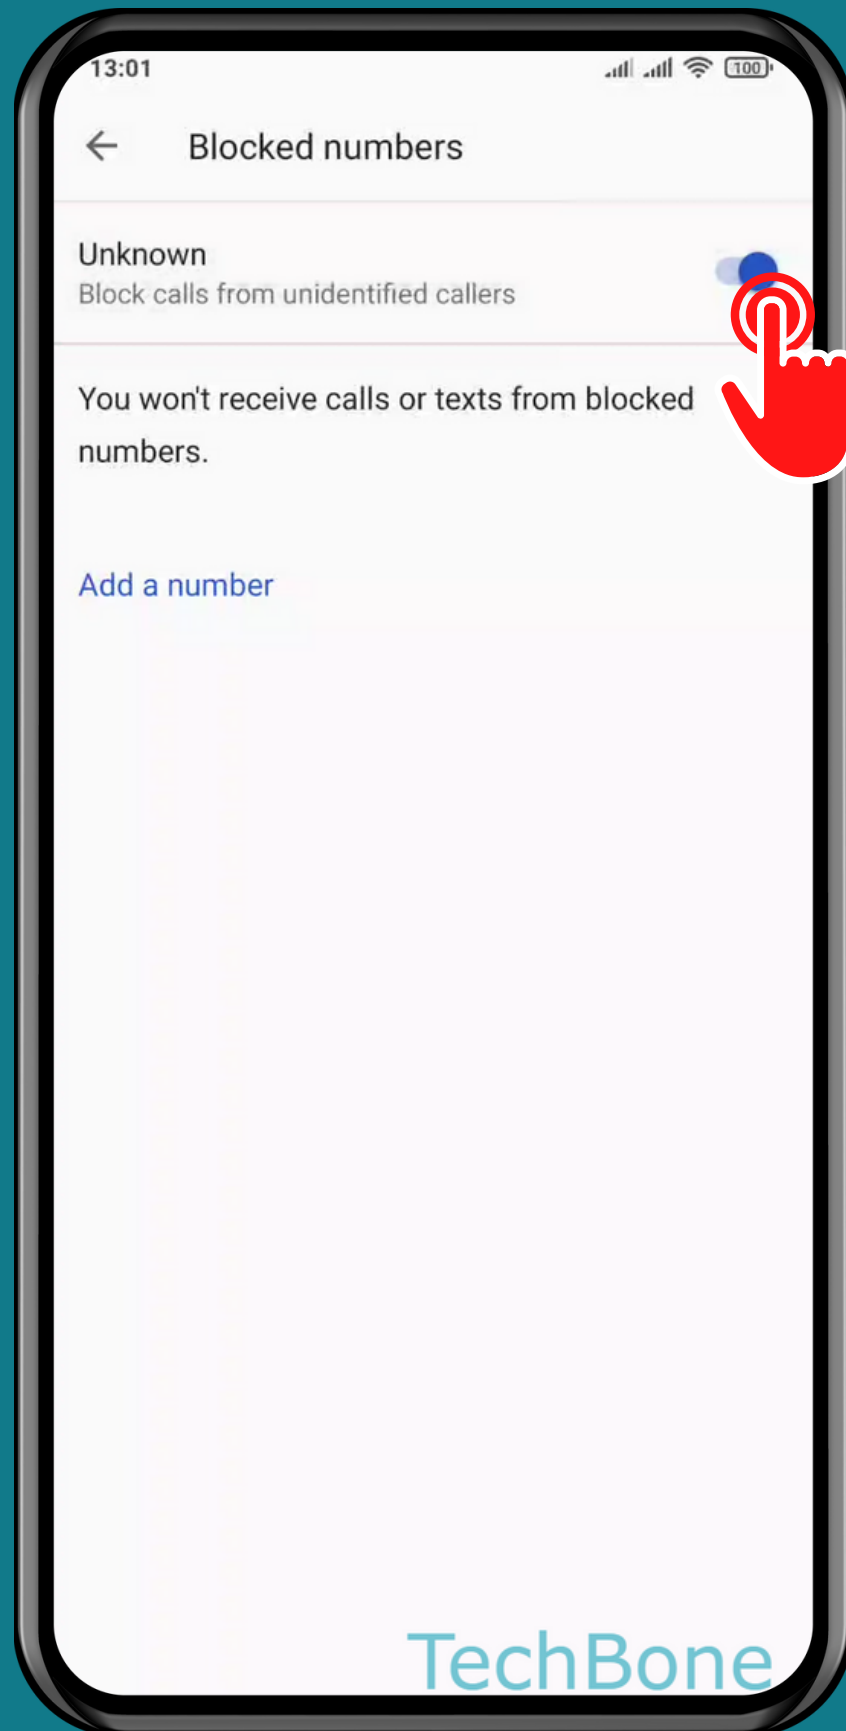 13:01
100
Blocked numbers
Unknown
Block calls from unidentified callers
You won't receive calls or texts from blocked
numbers.
Add a number
TechBone